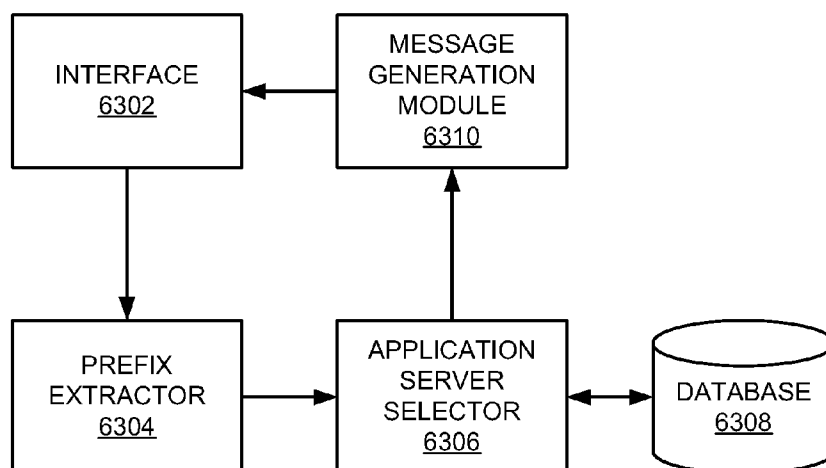 INTERFACE
6302
MESSAGE
GENERATION
MODULE
6310
PREFIX
EXTRACTOR
6304
APPLICATION
SERVER
SELECTOR
6306
DATABASE
6308